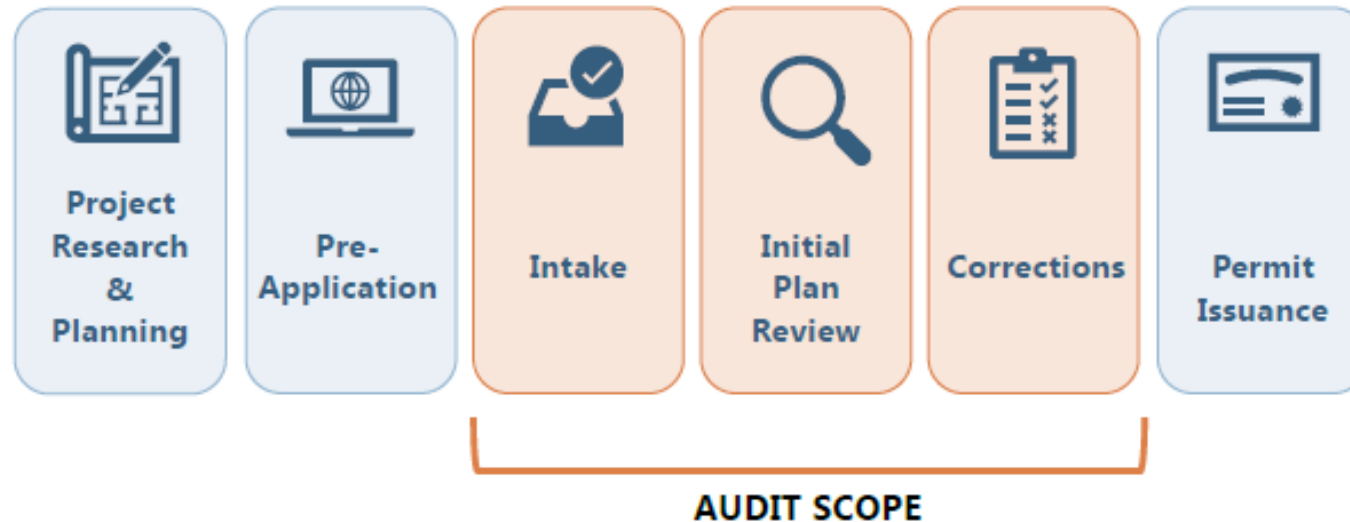 Project
Research
&
Planning
Pre-
Application
Intake
Initial
Plan
Review
Corrections
Permit
Issuance
AUDIT SCOPE